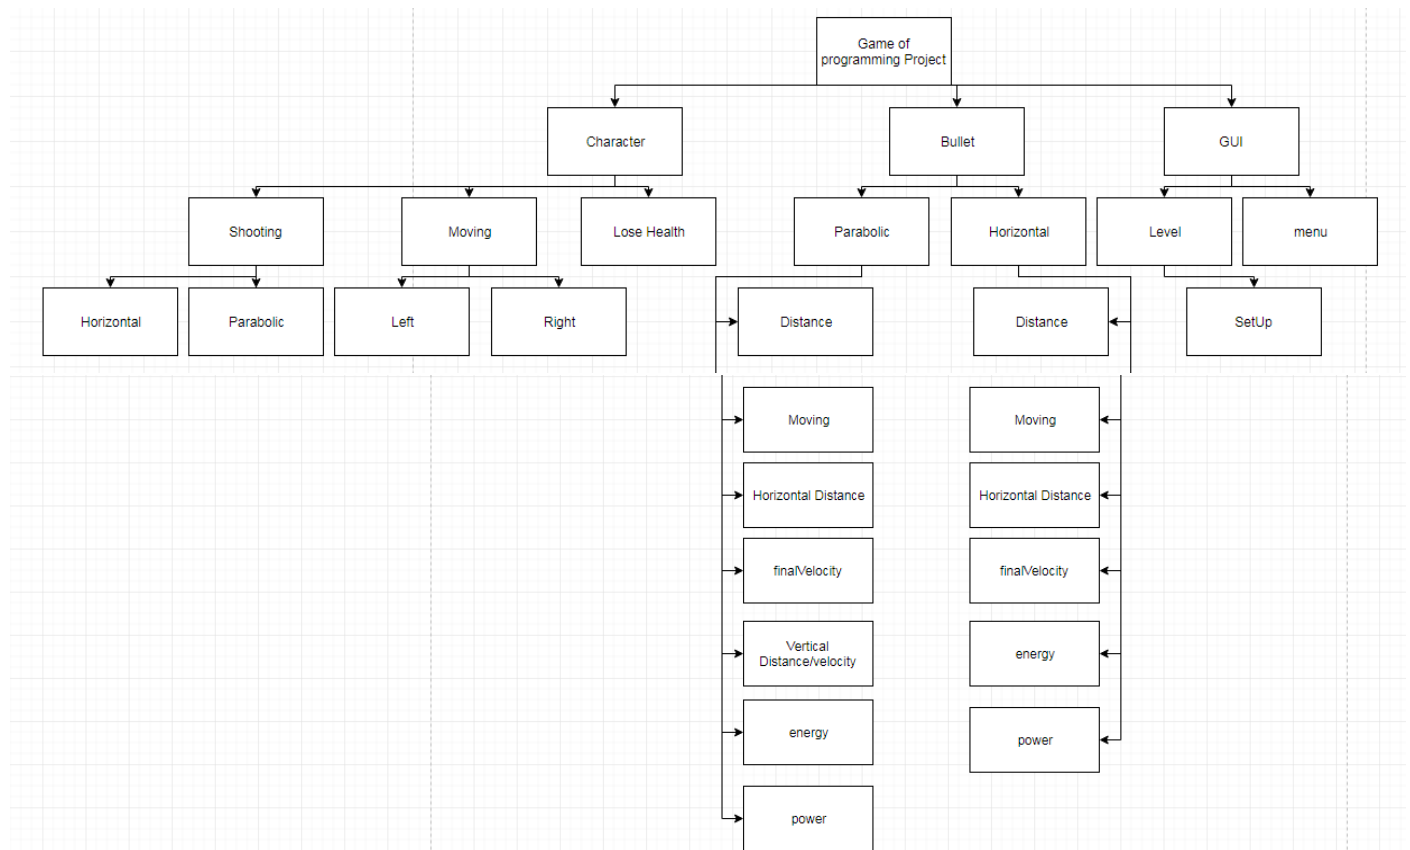 Game of
programming Project
Character
Bullet
GUI
Shooting
Moving
Lose Health
Parabolic
Horizontal
Level
menu
Horizontal
Parabolic
Left
Right
Distance
Distance
SetUp
Moving
Moving
Horizontal Distance
Horizontal Distance
finalVelocity
finalVelocity
Vertical
Distance/velocity
energy
energy
power
power